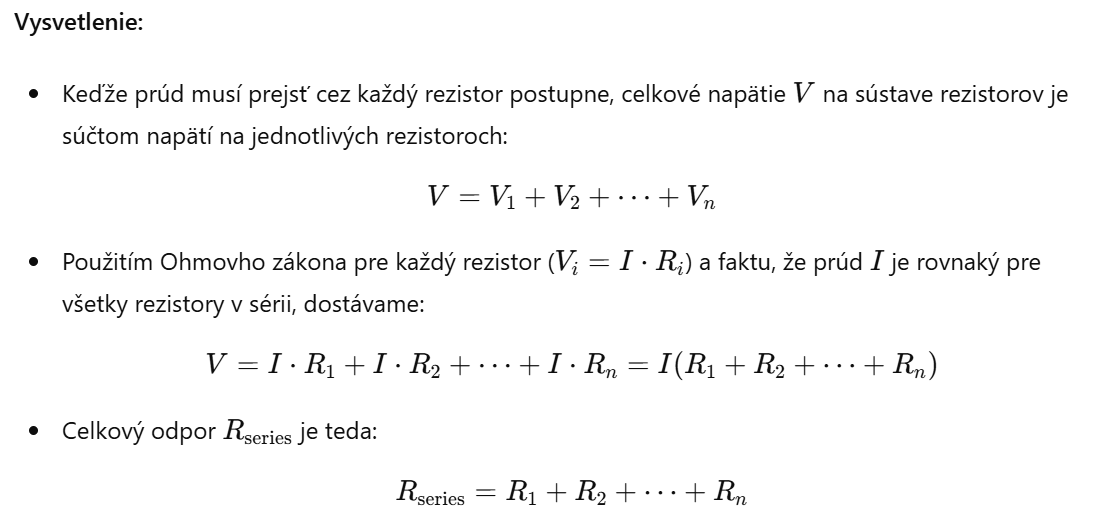 Vysvetlenie:
• Keďže prúd musí prejsť cez každý rezistor postupne, celkové napätie V na sústave rezistorov je
súčtom napätí na jednotlivých rezistoroch:
V = V₁ + V₂ + ⋯ + Vₙ
• Použitím Ohmovho zákona pre každý rezistor (Vᵢ = I · Rᵢ) a faktu, že prúd I je rovnaký pre
všetky rezistory v sérii, dostávame:
V = I · R₁ + I · R₂ + ⋯ + I · Rₙ = I(R₁ + R₂ + ⋯ + Rₙ)
• Celkový odpor R_series je teda:
R_series = R₁ + R₂ + ⋯ + Rₙ